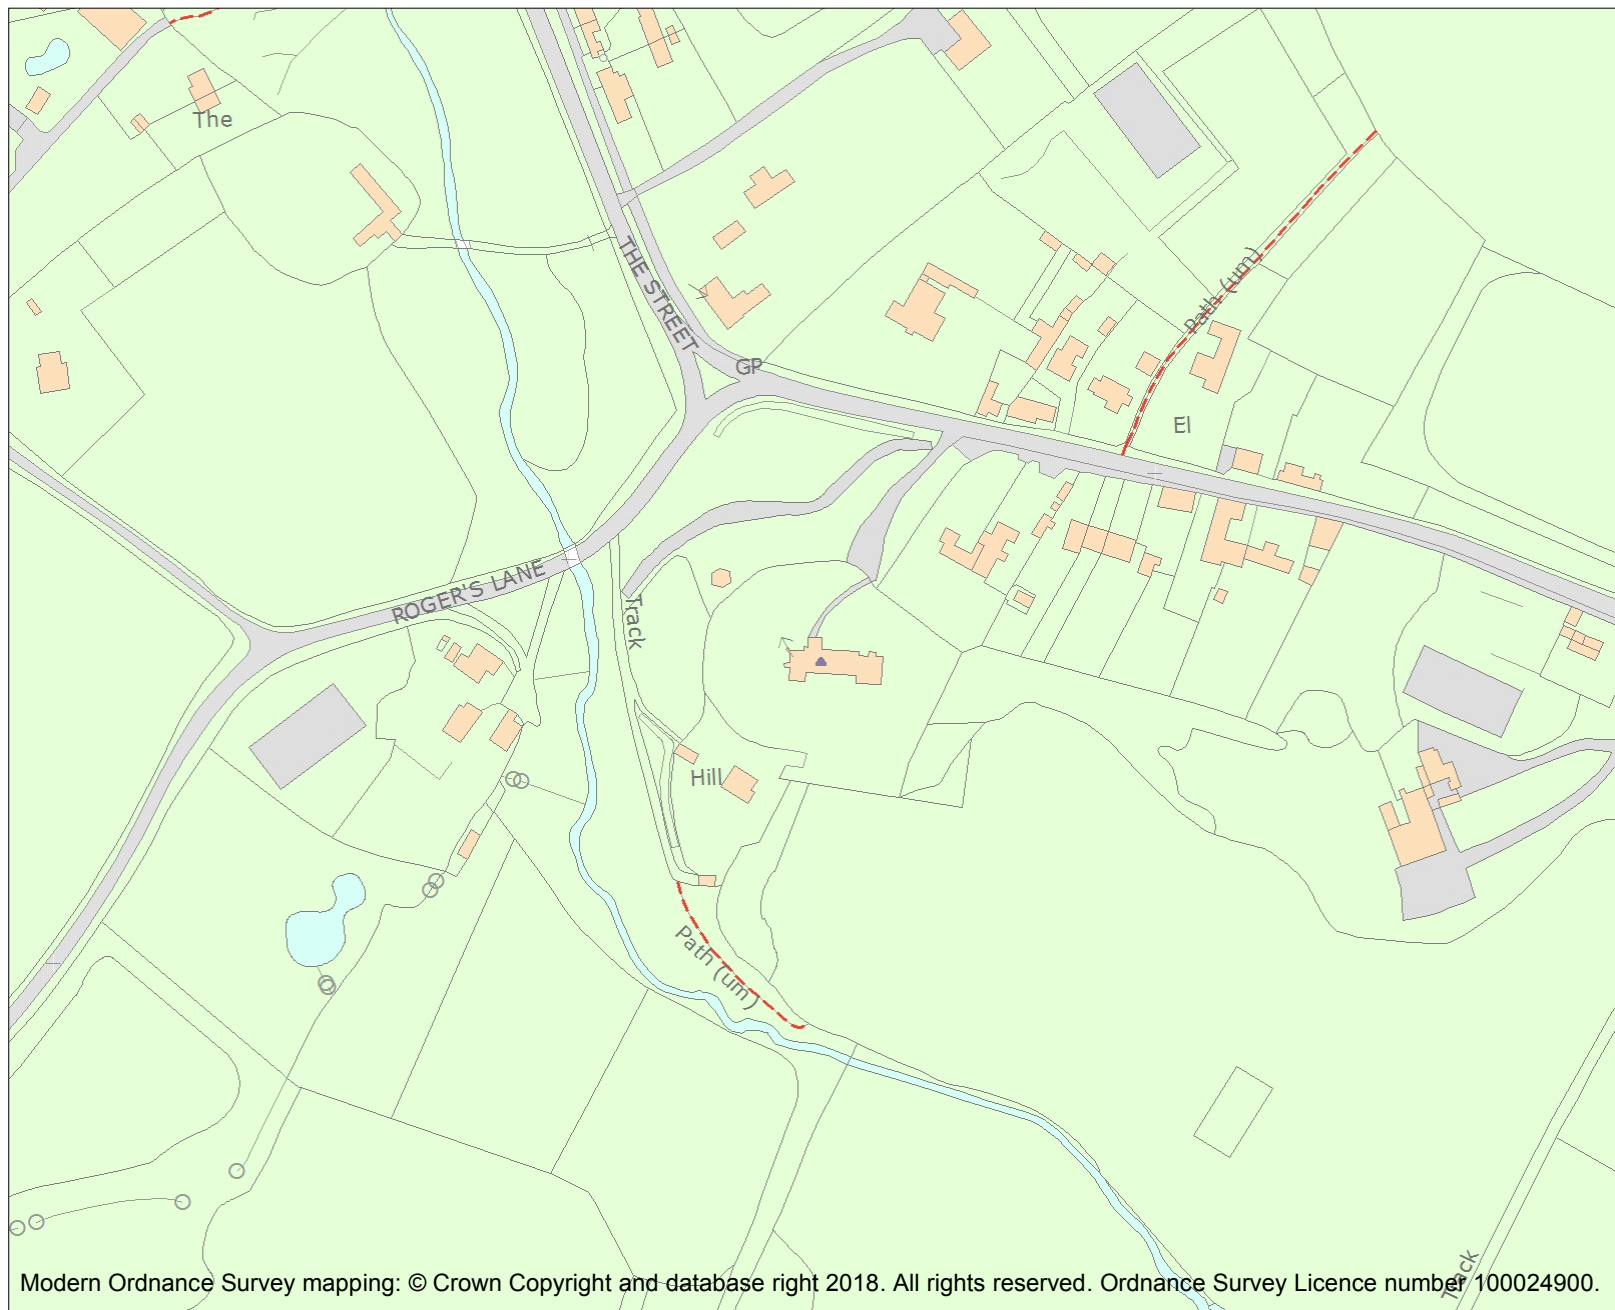 The
THE STREET
Path (um)
GP
El
ROGER'S LANE
Track
Hill
Path (um)
Track
Modern Ordnance Survey mapping: © Crown Copyright and database right 2018. All rights reserved. Ordnance Survey Licence number 100024900.